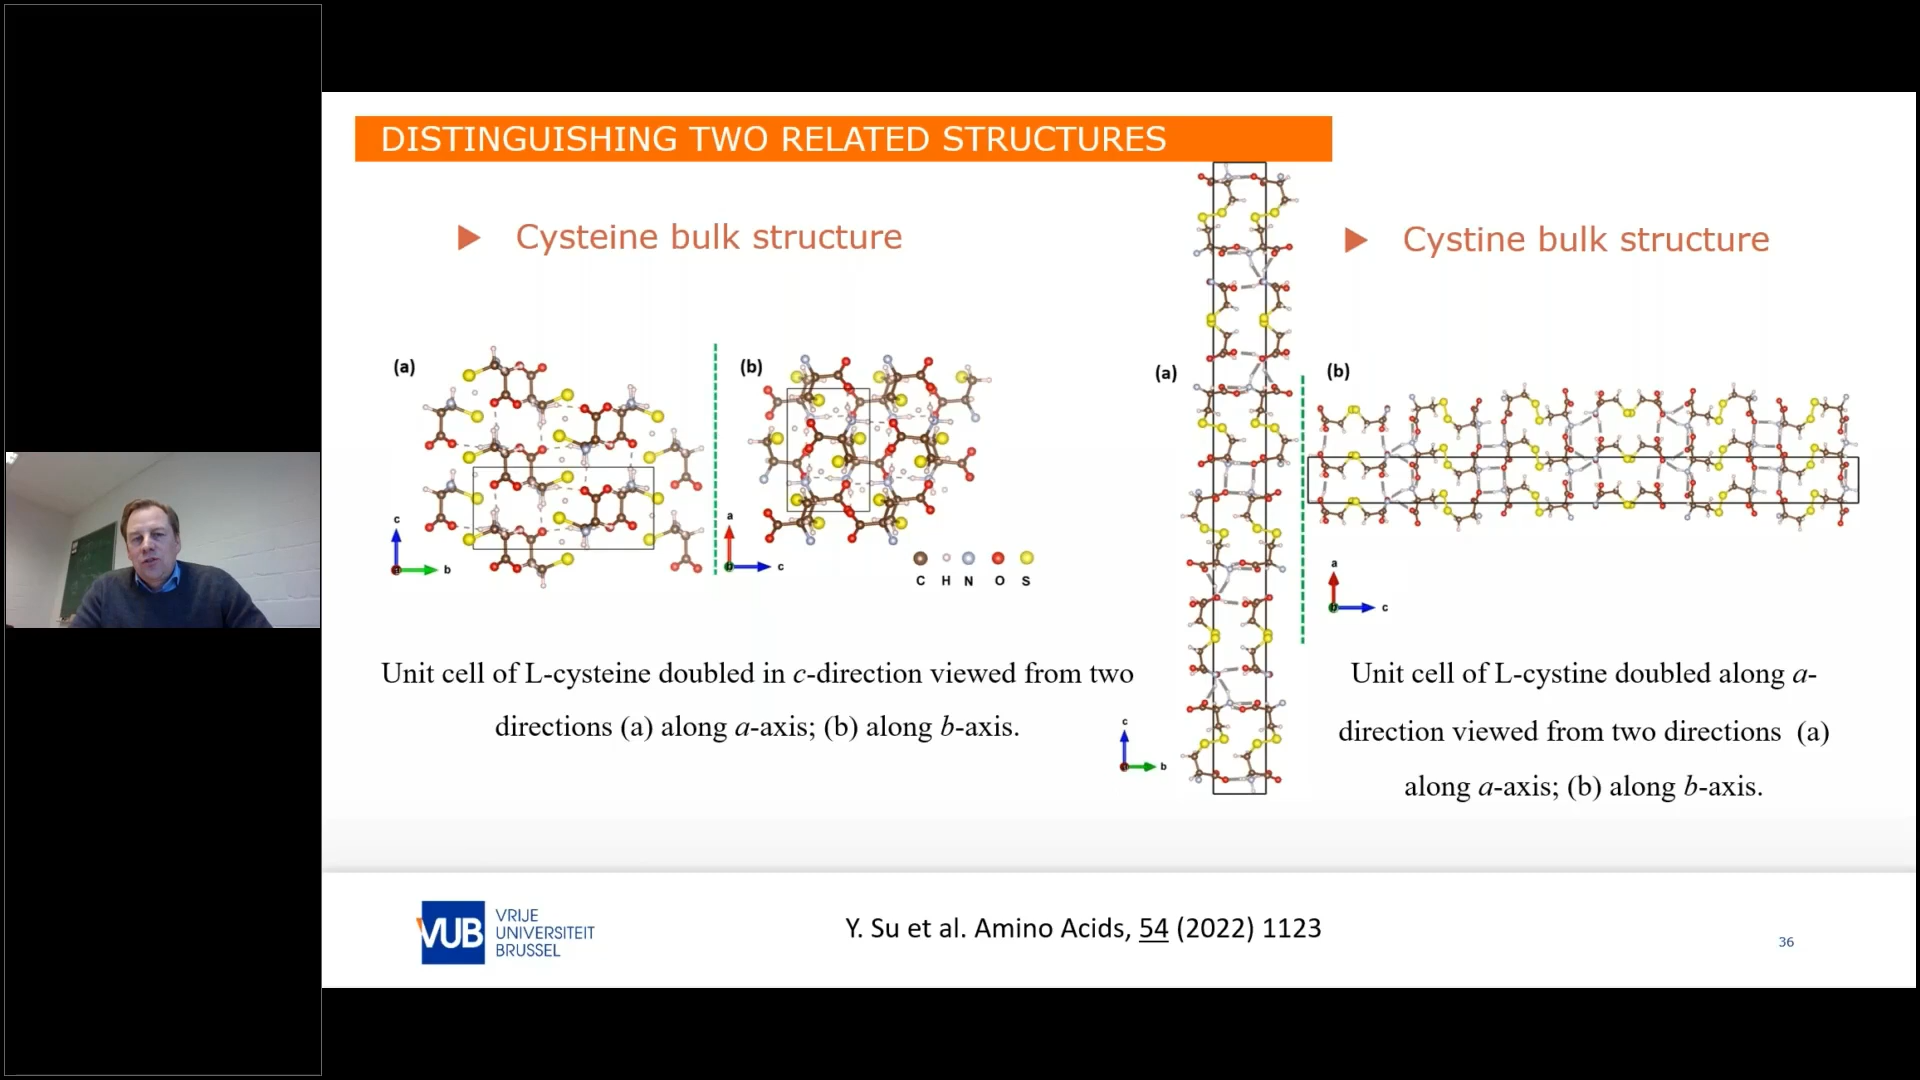 DISTINGUISHING TWO RELATED STRUCTURES
Cysteine bulk structure
Cystine bulk structure
(a)
(b)
c
b
a
c
C H N O S
(a)
(b)
c
b
a
c
Unit cell of L-cysteine doubled in c-direction viewed from two
directions (a) along a-axis; (b) along b-axis.
Unit cell of L-cystine doubled along a-
direction viewed from two directions (a)
along a-axis; (b) along b-axis.
VUB
VRIJE
UNIVERSITEIT
BRUSSEL
Y. Su et al. Amino Acids, 54 (2022) 1123
36